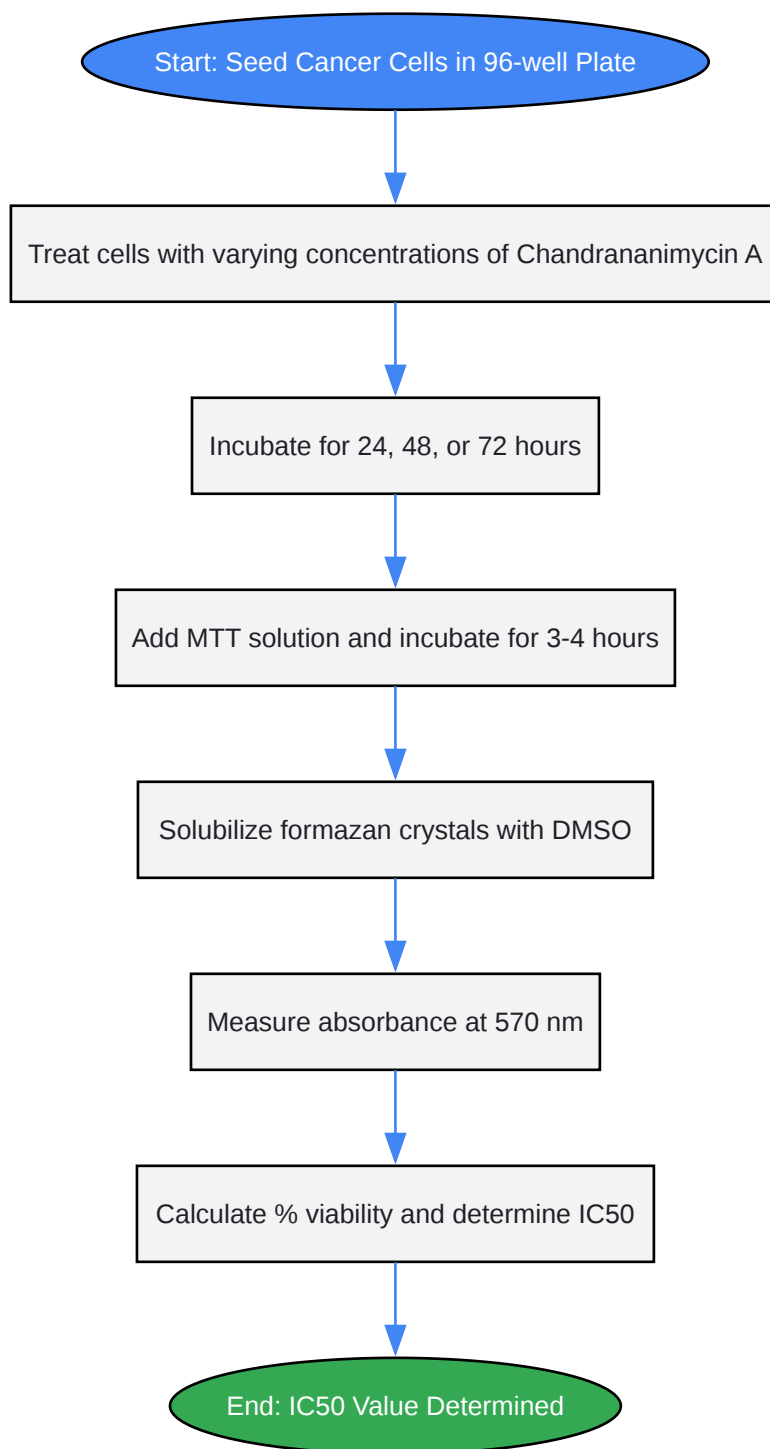 Start: Seed Cancer Cells in 96-well Plate
Treat cells with varying concentrations of Chandrananimycin A
Incubate for 24, 48, or 72 hours
Add MTT solution and incubate for 3-4 hours
Solubilize formazan crystals with DMSO
Measure absorbance at 570 nm
Calculate % viability and determine IC50
End: IC50 Value Determined